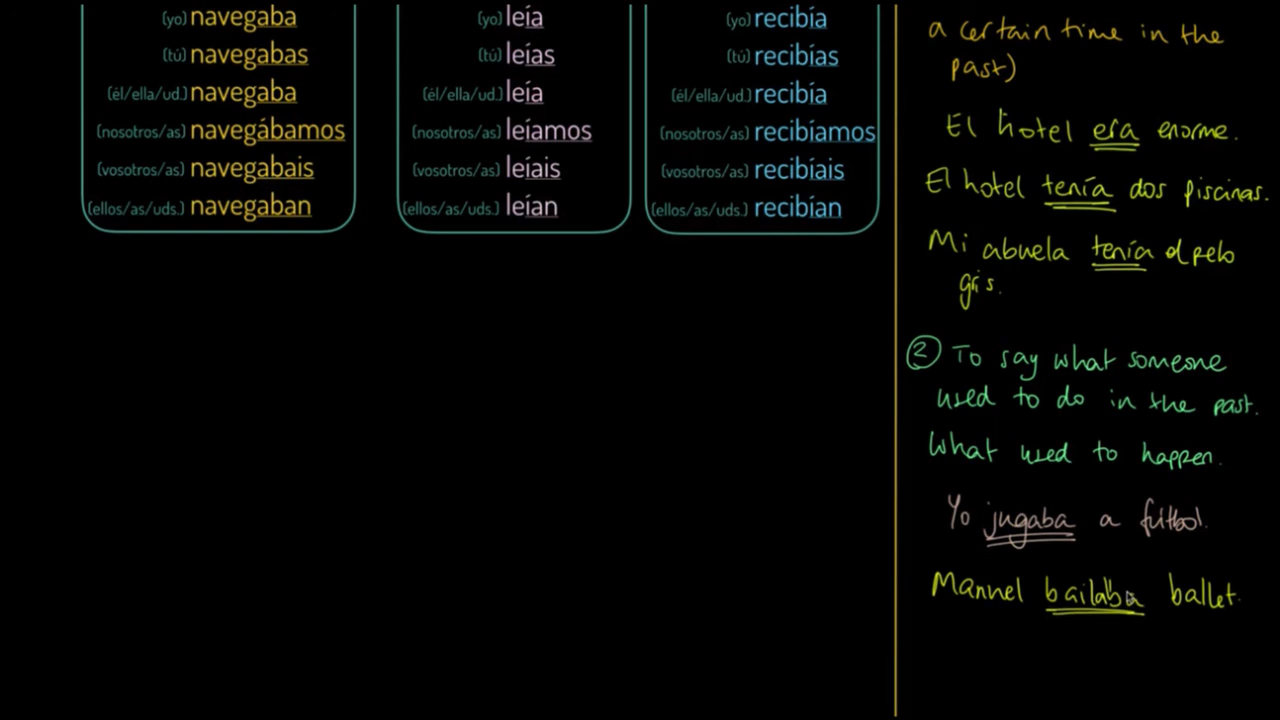 (yo) navegaba
(tú) navegabas
(él/ella/ud.) navegaba
(nosotros/as) navegábamos
(vosotros/as) navegabais
(ellos/as/uds.) navegaban
(yo) leía
(tú) leías
(él/ella/ud.) leía
(nosotros/as) leíamos
(vosotros/as) leíais
(ellos/as/uds.) leían
(yo) recibía
(tú) recibías
(él/ella/ud.) recibía
(nosotros/as) recibíamos
(vosotros/as) recibíais
(ellos/as/uds.) recibían
a certain time in the
past)
El hotel era enorme.
El hotel tenía dos piscinas.
Mi abuela tenía el pelo
gris.
② To say what someone
used to do in the past.
What used to happen.
Yo jugaba a fútbol.
Manuel bailaba ballet.